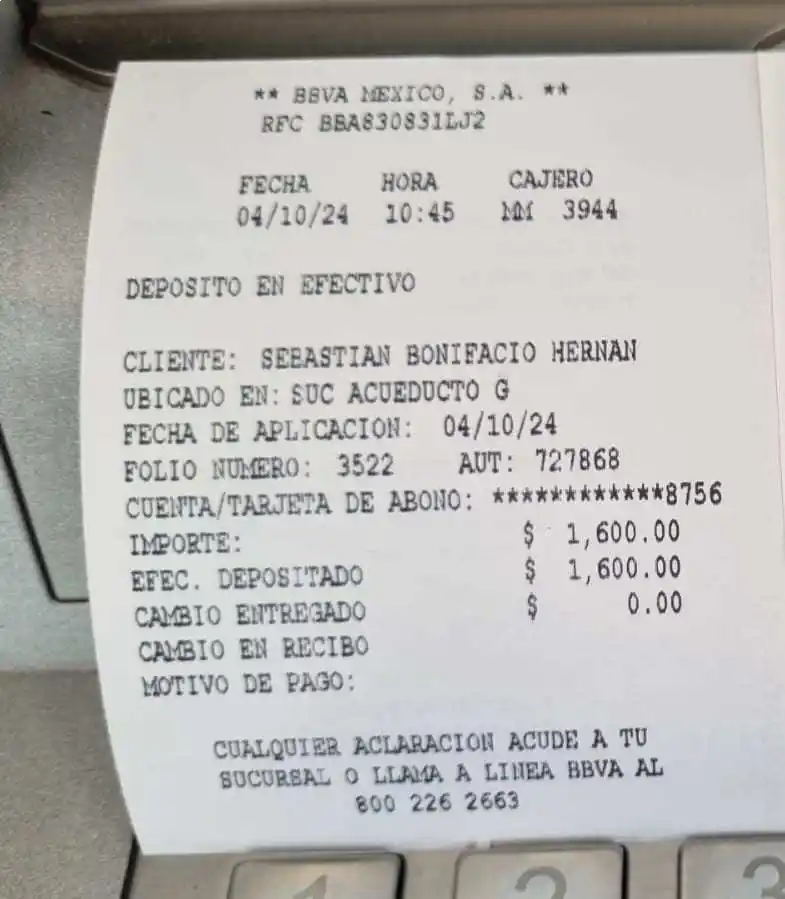 ** BBVA MEXICO, S.A. **
RFC BBA830831LJ2
FECHA HORA CAJERO
04/10/24 10:45 MM 3944
DEPOSITO EN EFECTIVO
CLIENTE: SEBASTIAN BONIFACIO HERNAN
UBICADO EN: SUC ACUEDUCTO G
FECHA DE APLICACION: 04/10/24
FOLIO NUMERO: 3522 AUT: 727868
CUENTA/TARJETA DE ABONO: ************8756
IMPORTE: $ 1,600.00
EFEC. DEPOSITADO $ 1,600.00
CAMBIO ENTREGADO $ 0.00
CAMBIO EN RECIBO
MOTIVO DE PAGO:
CUALQUIER ACLARACION ACUDE A TU
SUCURSAL O LLAMA A LINEA BBVA AL
800 226 2663
1 2 3